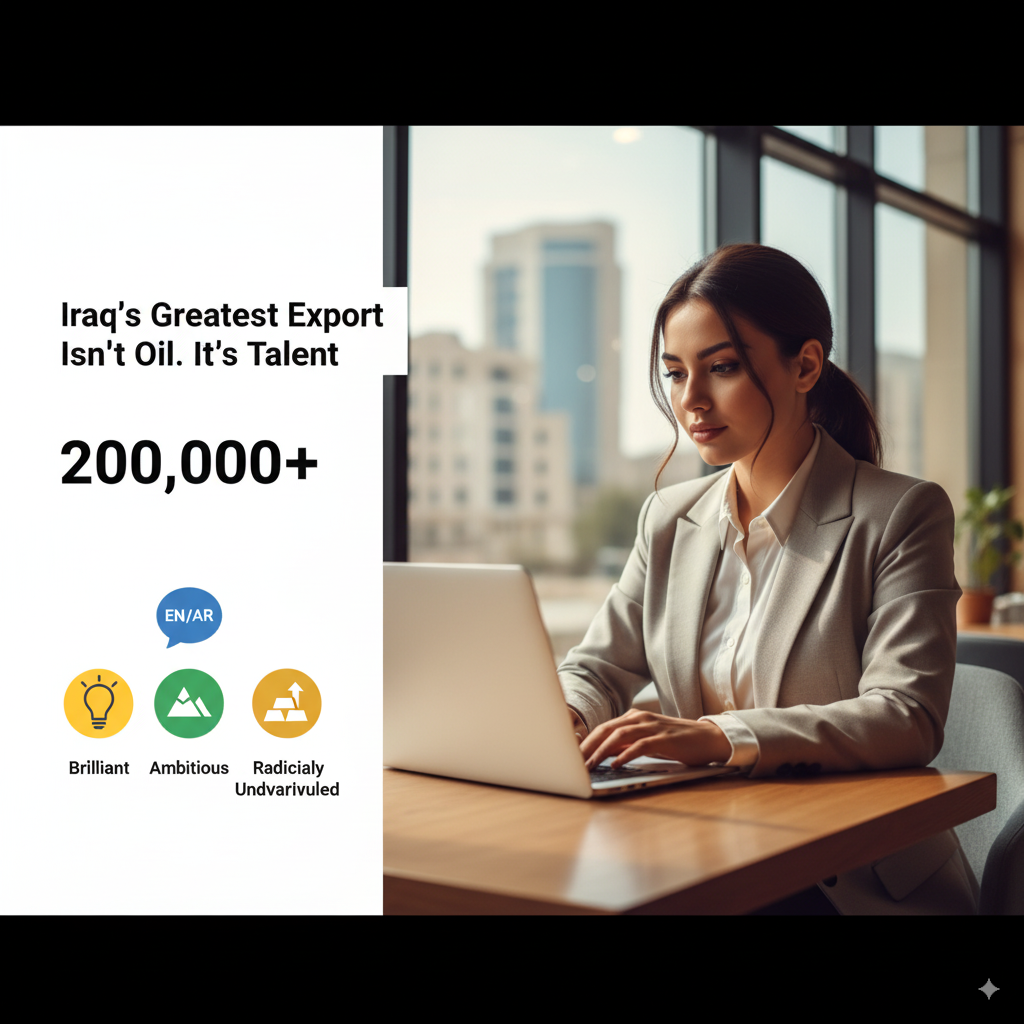 Iraq's Greatest Export
Isn't Oil. It's Talent
200,000+
EN/AR
Brilliant
Ambitious
Radicialy
Undvarivuled